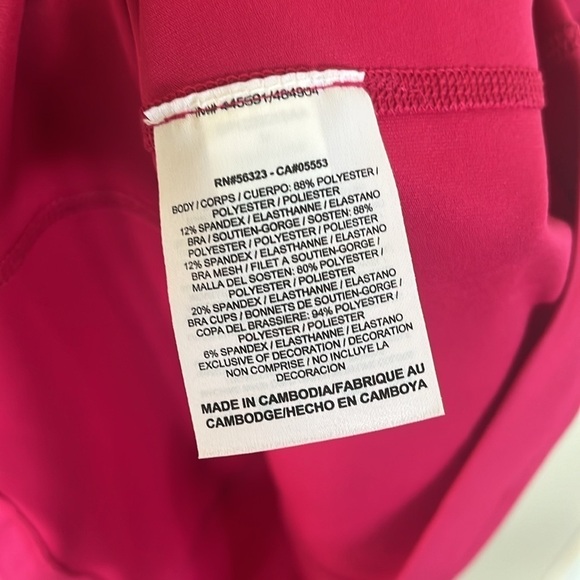 RN#56323 - CA#05553
BODY / CORPS / CUERPO: 88% POLYESTER /
POLYESTER / POLIESTER
12% SPANDEX / ELASTHANNE / ELASTANO
BRA / SOUTIEN-GORGE / SOSTEN: 88%
POLYESTER / POLYESTER / POLIESTER
12% SPANDEX / ELASTHANNE / ELASTANO
BRA MESH / FILET A SOUTIEN-GORGE /
MALLA DEL SOSTEN: 80% POLYESTER /
POLYESTER / POLIESTER
20% SPANDEX / ELASTHANNE / ELASTANO
BRA CUPS / BONNETS DE SOUTIEN-GORGE /
COPA DEL BRASSIERE: 94% POLYESTER /
POLYESTER / POLIESTER
6% SPANDEX / ELASTHANNE / ELASTANO
EXCLUSIVE OF DECORATION / DECORATION
NON COMPRISE / NO INCLUYE LA
DECORACION
MADE IN CAMBODIA/FABRIQUE AU
CAMBODGE/HECHO EN CAMBOYA